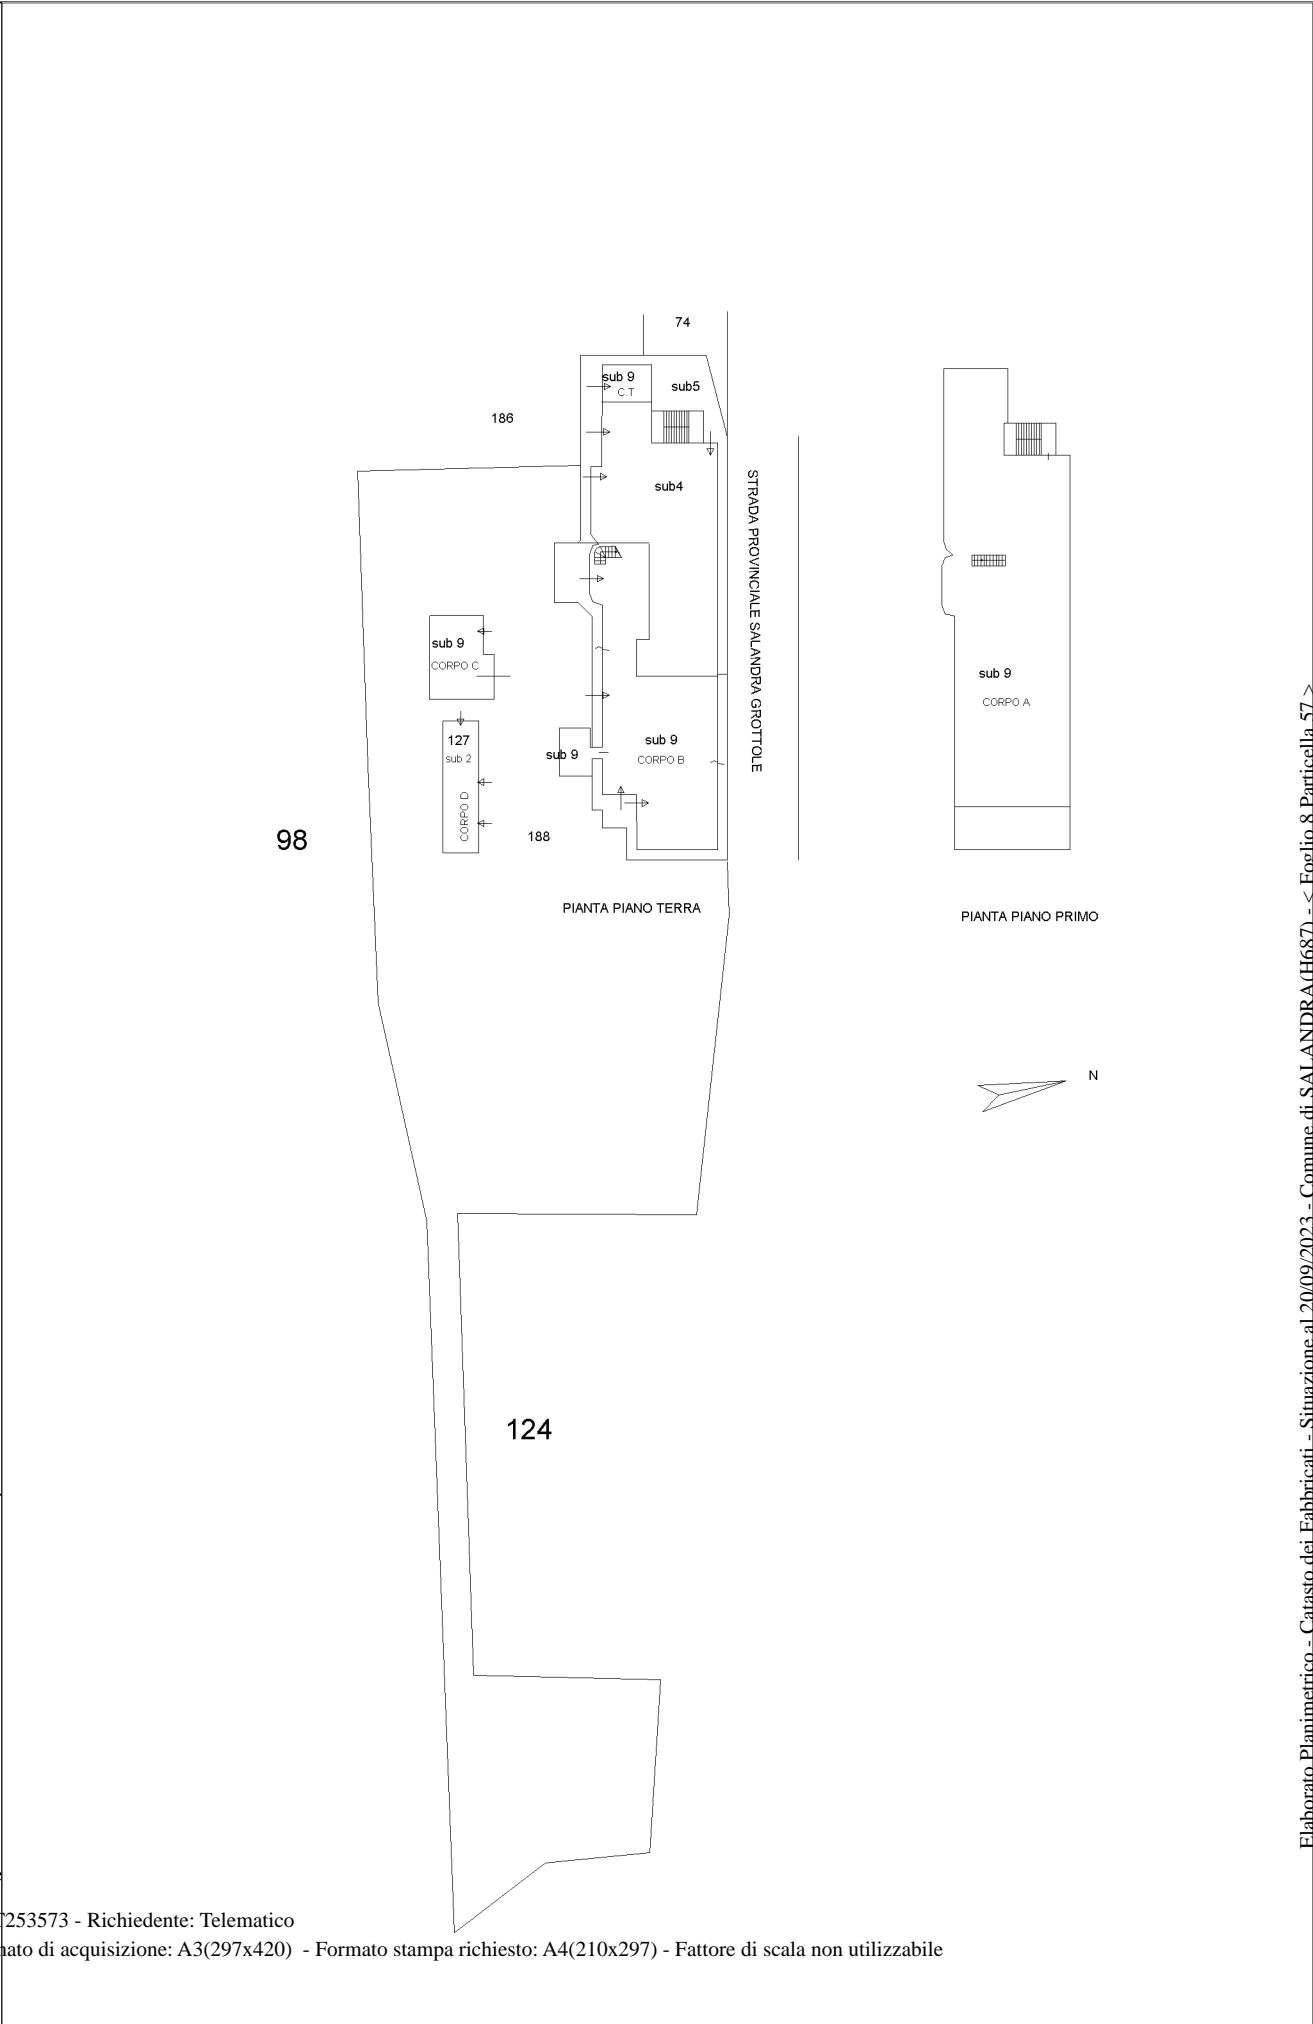 74
sub 9
C.T
sub5
186
sub4
STRADA PROVINCIALE SALANDRA GROTTOLE
sub 9
CORPO C
sub 9
CORPO A
127
sub 2
CORPO D
sub 9
sub 9
CORPO B
98
188
PIANTA PIANO TERRA
PIANTA PIANO PRIMO
N
124
Elaborato Planimetrico - Catasto dei Fabbricati - Situazione al 20/09/2023 - Comune di SALANDRA(H687) - < Foglio 8 Particella 57 >
T253573 - Richiedente: Telematico
mato di acquisizione: A3(297x420) - Formato stampa richiesto: A4(210x297) - Fattore di scala non utilizzabile